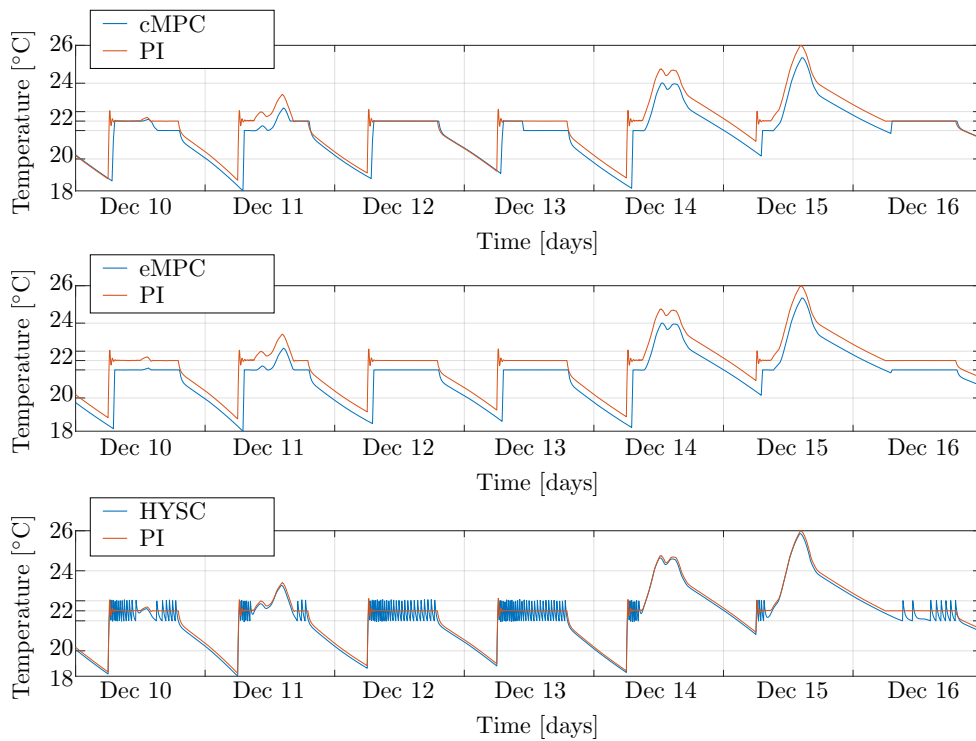 cMPC
PI
Temperature [°C]
26
24
22
20
18
Dec 10 Dec 11 Dec 12 Dec 13 Dec 14 Dec 15 Dec 16
Time [days]
eMPC
PI
Temperature [°C]
26
24
22
20
18
Dec 10 Dec 11 Dec 12 Dec 13 Dec 14 Dec 15 Dec 16
Time [days]
HYSC
PI
Temperature [°C]
26
24
22
20
18
Dec 10 Dec 11 Dec 12 Dec 13 Dec 14 Dec 15 Dec 16
Time [days]